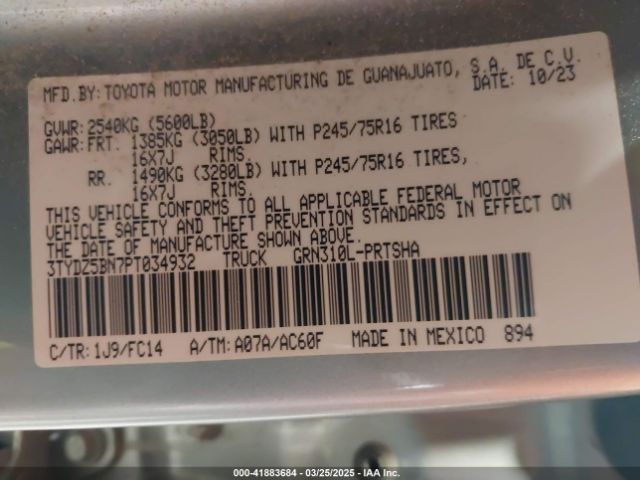 MFD.BY:TOYOTA MOTOR MANUFACTURING DE GUANAJUATO, S.A. DE C.V.
DATE: 10/23
GVWR:2540KG (5600LB)
GAWR:FRT. 1385KG (3050LB) WITH P245/75R16 TIRES
16X7J RIMS,
RR. 1490KG (3280LB) WITH P245/75R16 TIRES,
16X7J RIMS.
THIS VEHICLE CONFORMS TO ALL APPLICABLE FEDERAL MOTOR
VEHICLE SAFETY AND THEFT PREVENTION STANDARDS IN EFFECT ON
THE DATE OF MANUFACTURE SHOWN ABOVE.
3TYDZ5BN7PT034932 TRUCK GRN310L-PRTSHA
C/TR:1J9/FC14 A/TM:A07A/AC60F MADE IN MEXICO 894
000-41883684 / 03/25/2025 - IAA Inc.